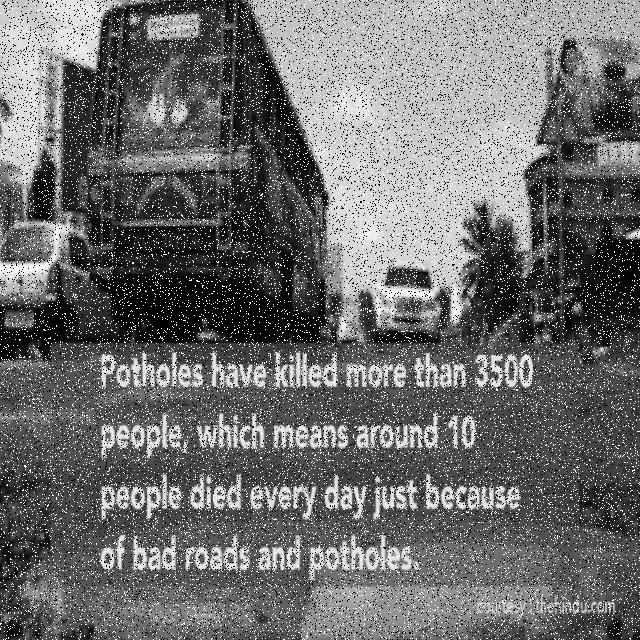 Potholes have killed more than 3500
people, which means around 10
people died every day just because
of bad roads and potholes.
courtesy : thehindu.com